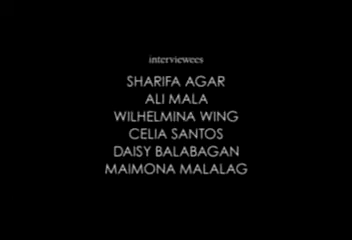 interviewees
SHARIFA AGAR
ALI MALA
WILHELMINA WING
CELIA SANTOS
DAISY BALABAGAN
MAIMONA MALALAG